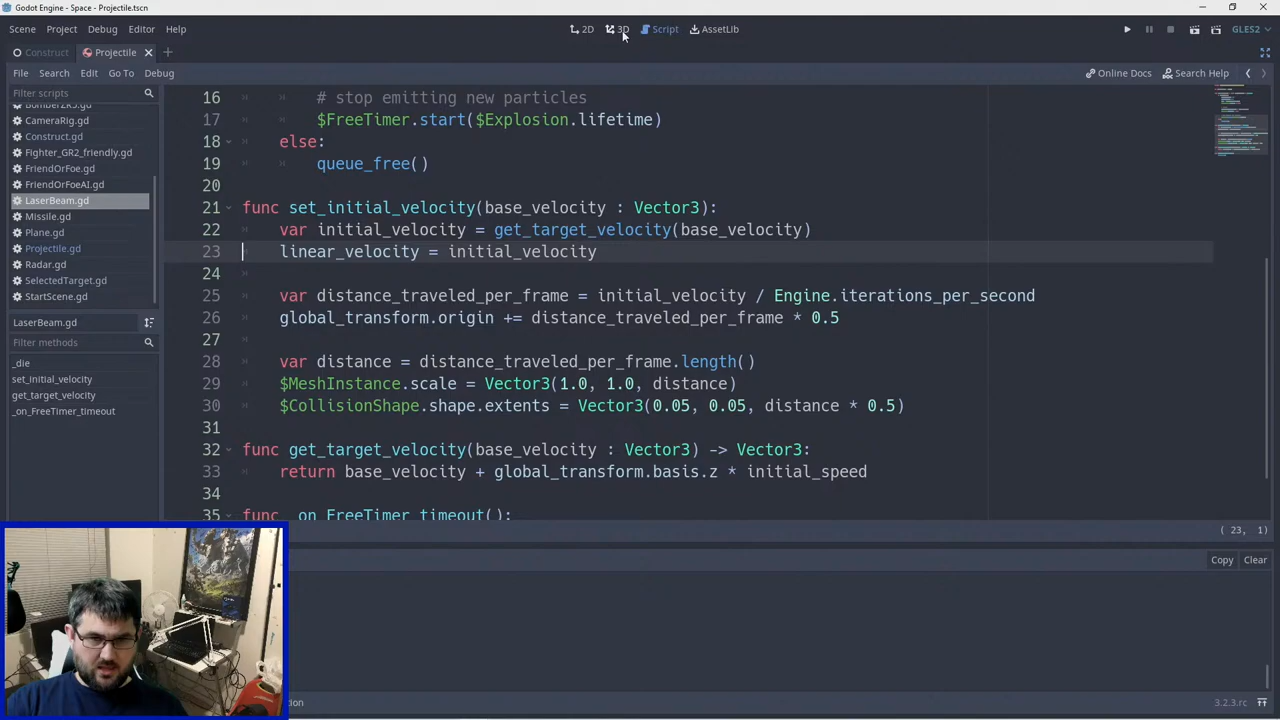 Godot Engine - Space - Projectile.tscn
Scene Project Debug Editor Help
2D 3D Script AssetLib
GLES2
Construct Projectile
File Search Edit Go To Debug
Online Docs Search Help
Filter scripts
BomberZR5.gd
CameraRig.gd
Construct.gd
Fighter_GR2_friendly.gd
FriendOrFoe.gd
FriendOrFoeAI.gd
LaserBeam.gd
Missile.gd
Plane.gd
Projectile.gd
Radar.gd
SelectedTarget.gd
StartScene.gd
LaserBeam.gd
Filter methods
_die
set_initial_velocity
get_target_velocity
_on_FreeTimer_timeout
16 # stop emitting new particles
17 $FreeTimer.start($Explosion.lifetime)
18 else:
19 queue_free()
20
21 func set_initial_velocity(base_velocity : Vector3):
22 var initial_velocity = get_target_velocity(base_velocity)
23 linear_velocity = initial_velocity
24
25 var distance_traveled_per_frame = initial_velocity / Engine.iterations_per_second
26 global_transform.origin += distance_traveled_per_frame * 0.5
27
28 var distance = distance_traveled_per_frame.length()
29 $MeshInstance.scale = Vector3(1.0, 1.0, distance)
30 $CollisionShape.shape.extents = Vector3(0.05, 0.05, distance * 0.5)
31
32 func get_target_velocity(base_velocity : Vector3) -> Vector3:
33 return base_velocity + global_transform.basis.z * initial_speed
34
35 func _on_FreeTimer_timeout():
( 23, 1)
Copy Clear
3.2.3.rc